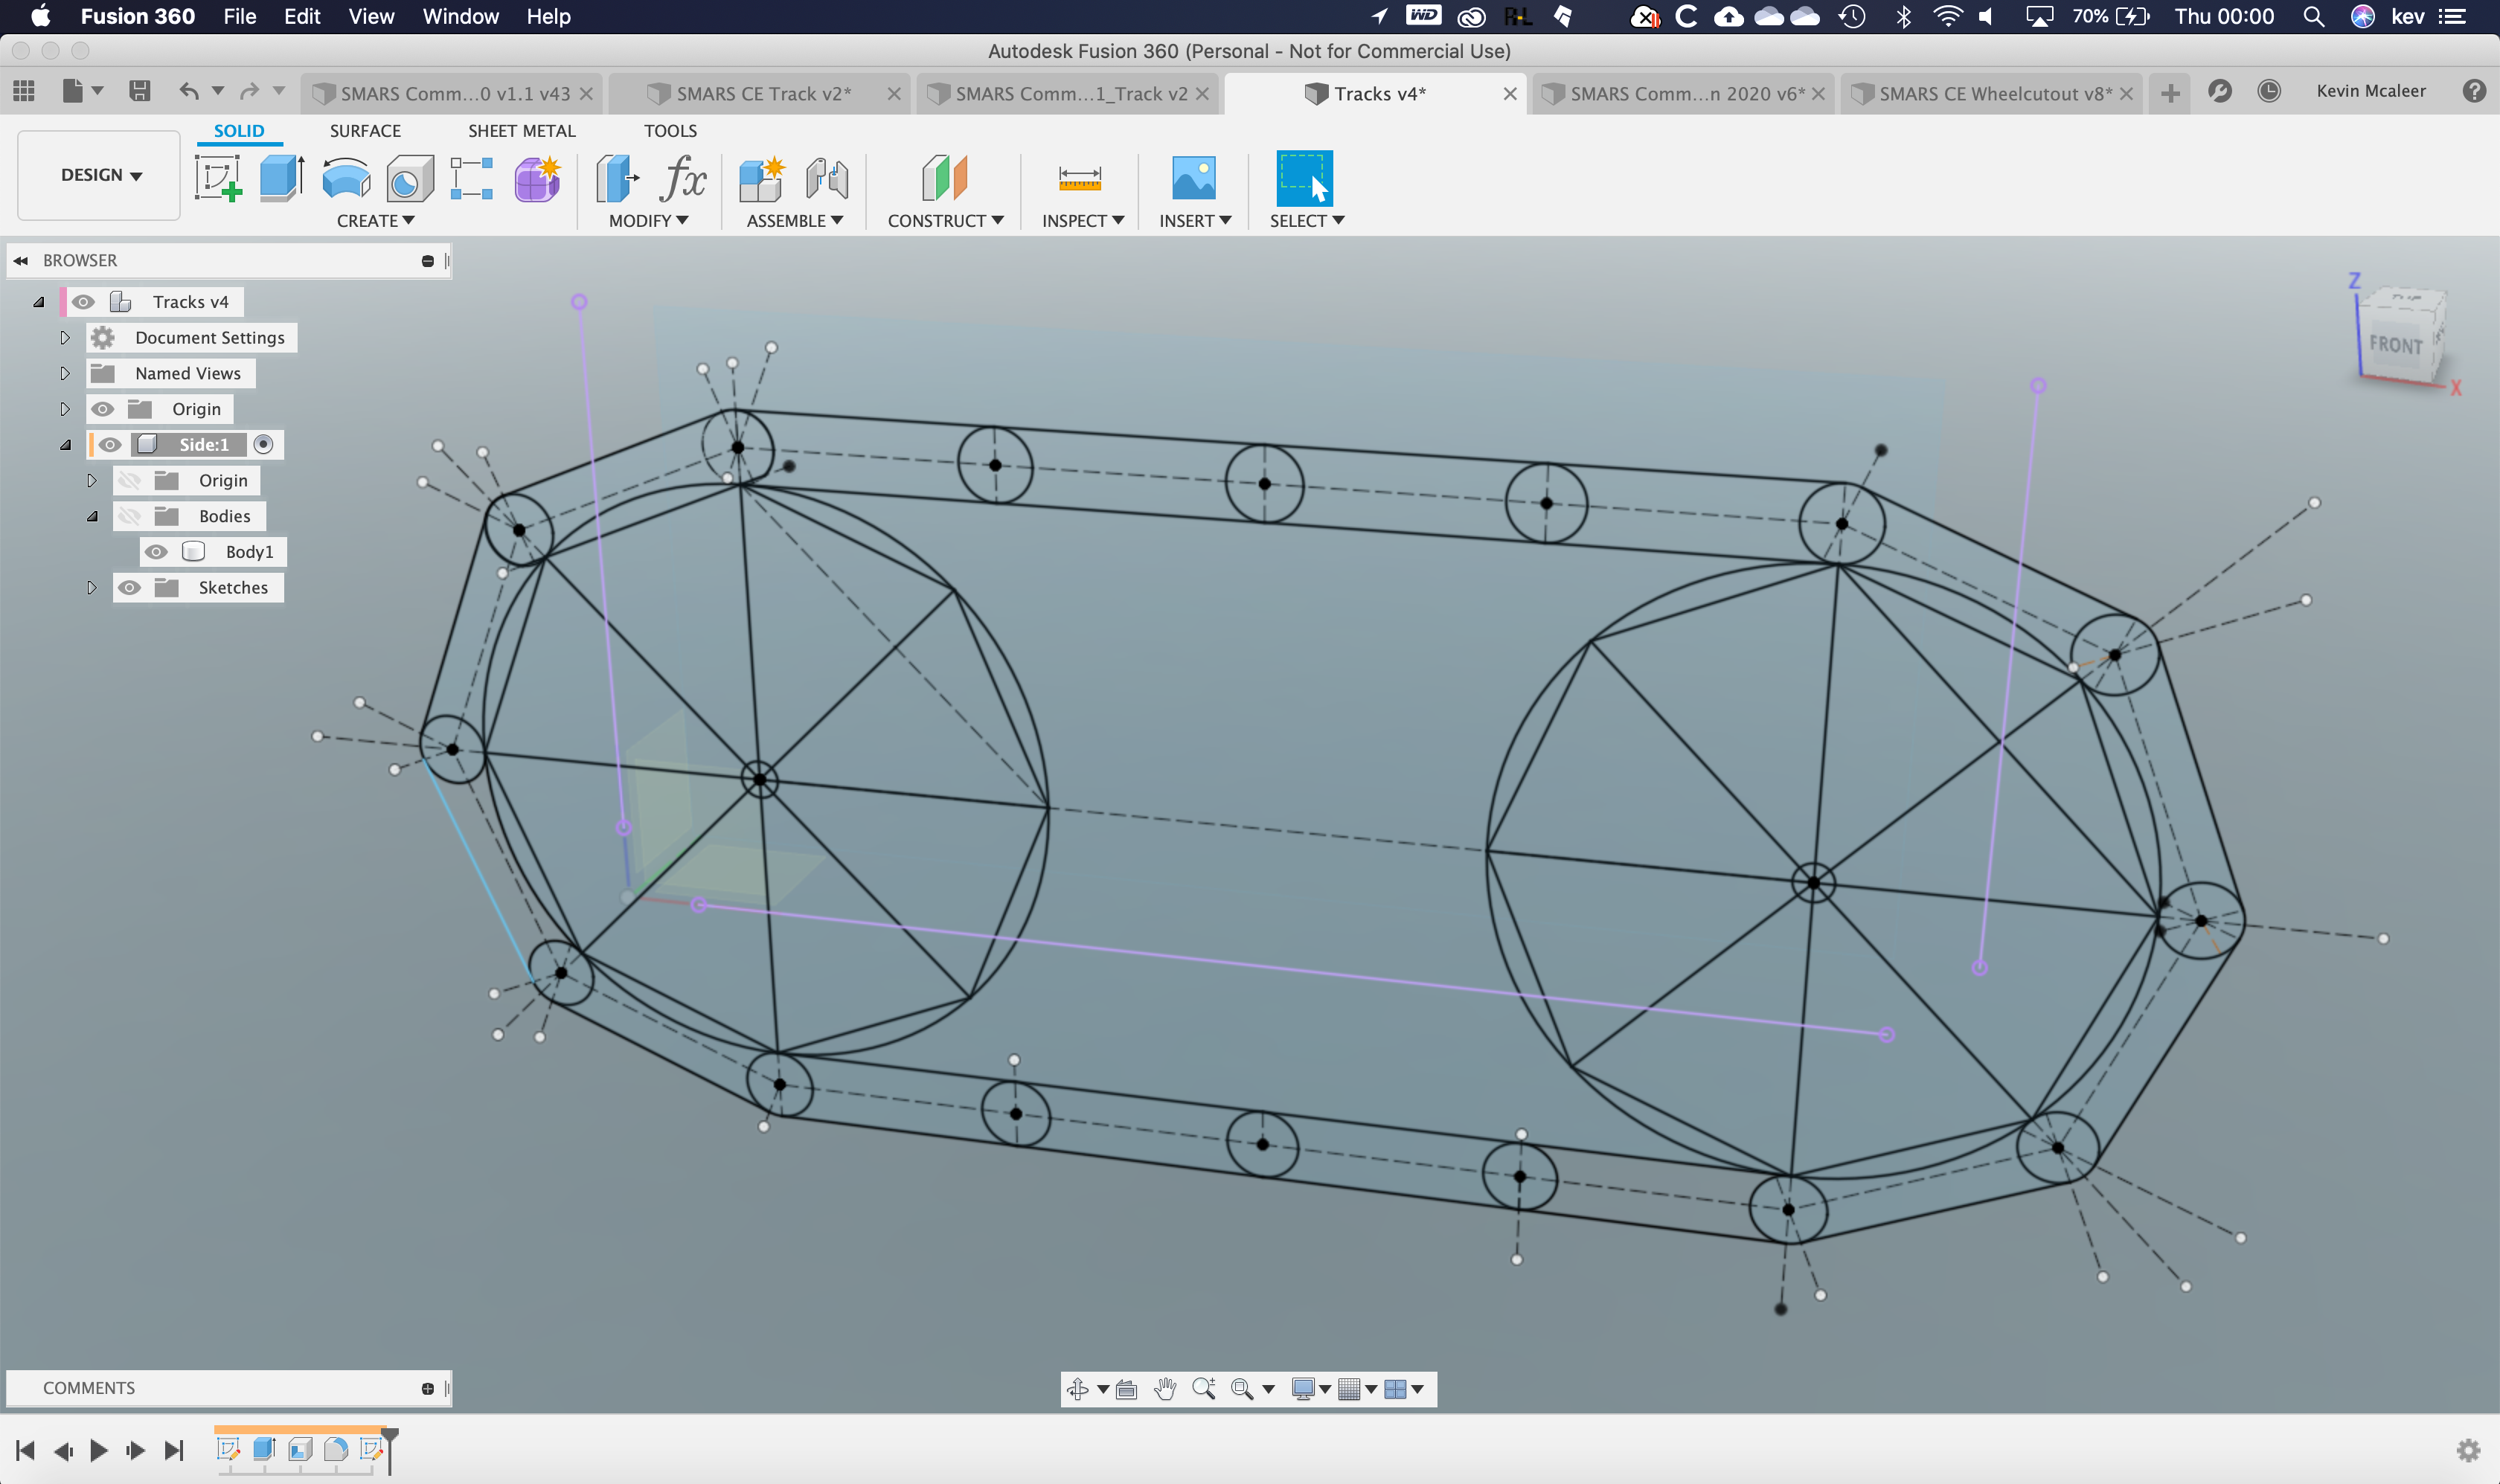 Fusion 360 File Edit View Window Help WD 70% Thu 00:00 kev
Autodesk Fusion 360 (Personal - Not for Commercial Use)
SMARS Comm...0 v1.1 v43 SMARS CE Track v2* SMARS Comm...1_Track v2 Tracks v4* SMARS Comm...n 2020 v6* SMARS CE Wheelcutout v8* Kevin Mcaleer
SOLID SURFACE SHEET METAL TOOLS
DESIGN
fx
CREATE MODIFY ASSEMBLE CONSTRUCT INSPECT INSERT SELECT
BROWSER
Tracks v4
Document Settings
Named Views
Origin
Side:1
Origin
Bodies
Body1
Sketches
Z
FRONT
X
COMMENTS